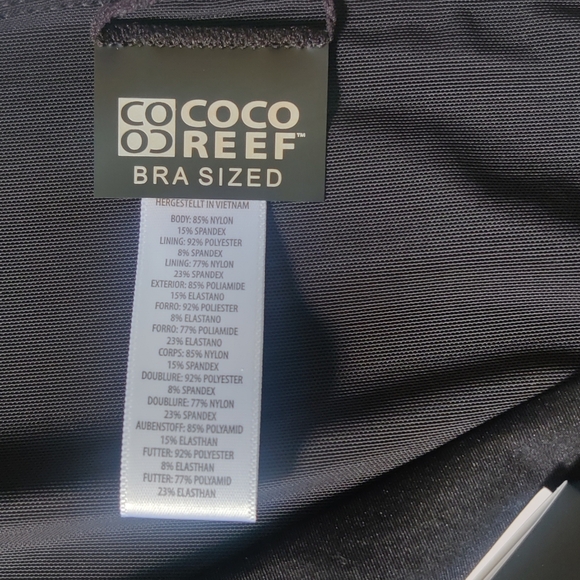 CO
OC
COCO
REEF™
BRA SIZED
HERGESTELLT IN VIETNAM
BODY: 85% NYLON
15% SPANDEX
LINING: 92% POLYESTER
8% SPANDEX
LINING: 77% NYLON
23% SPANDEX
EXTERIOR: 85% POLIAMIDE
15% ELASTANO
FORRO: 92% POLIESTER
8% ELASTANO
FORRO: 77% POLIAMIDE
23% ELASTANO
CORPS: 85% NYLON
15% SPANDEX
DOUBLURE: 92% POLYESTER
8% SPANDEX
DOUBLURE: 77% NYLON
23% SPANDEX
AUBENSTOFF: 85% POLYAMID
15% ELASTHAN
FUTTER: 92% POLYESTER
8% ELASTHAN
FUTTER: 77% POLYAMID
23% ELASTHAN